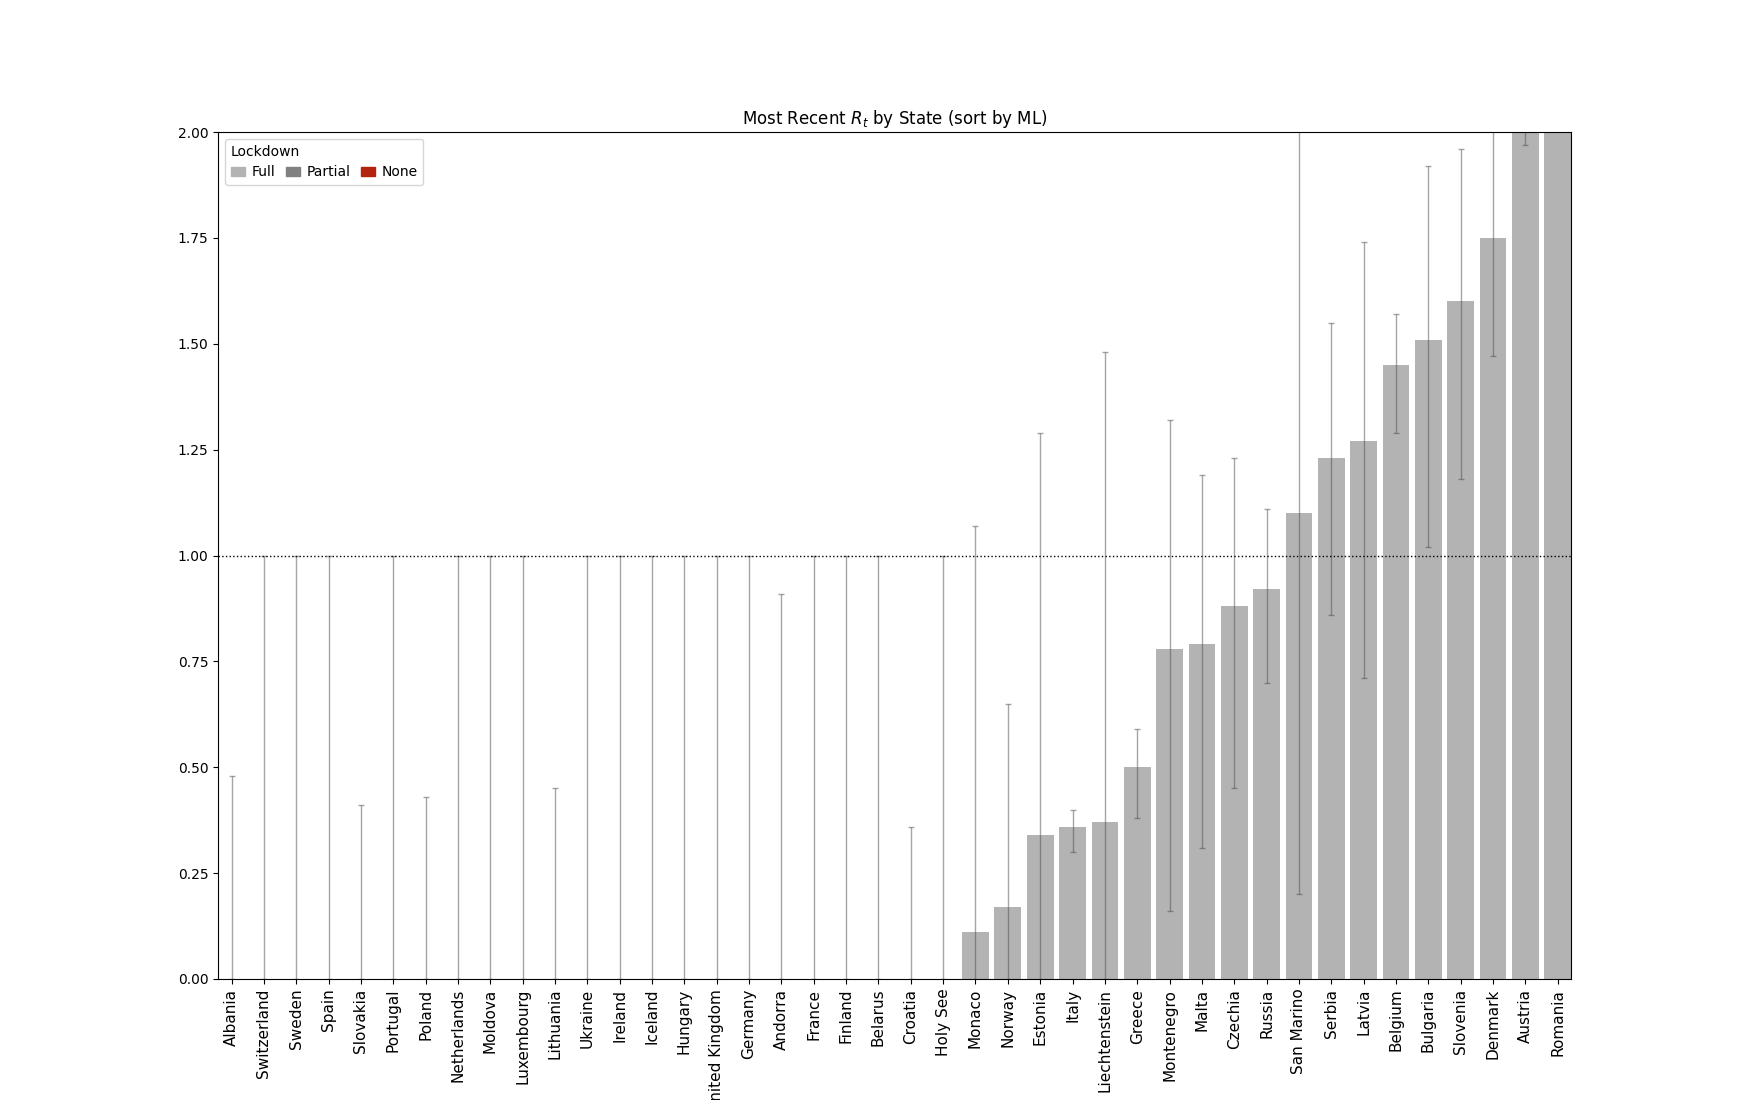 Most Recent Rt by State (sort by ML)
Lockdown
Full Partial None
2.00
1.75
1.50
1.25
1.00
0.75
0.50
0.25
0.00
Albania
Switzerland
Sweden
Spain
Slovakia
Portugal
Poland
Netherlands
Moldova
Luxembourg
Lithuania
Ukraine
Ireland
Iceland
Hungary
nited Kingdom
Germany
Andorra
France
Finland
Belarus
Croatia
Holy See
Monaco
Norway
Estonia
Italy
Liechtenstein
Greece
Montenegro
Malta
Czechia
Russia
San Marino
Serbia
Latvia
Belgium
Bulgaria
Slovenia
Denmark
Austria
Romania